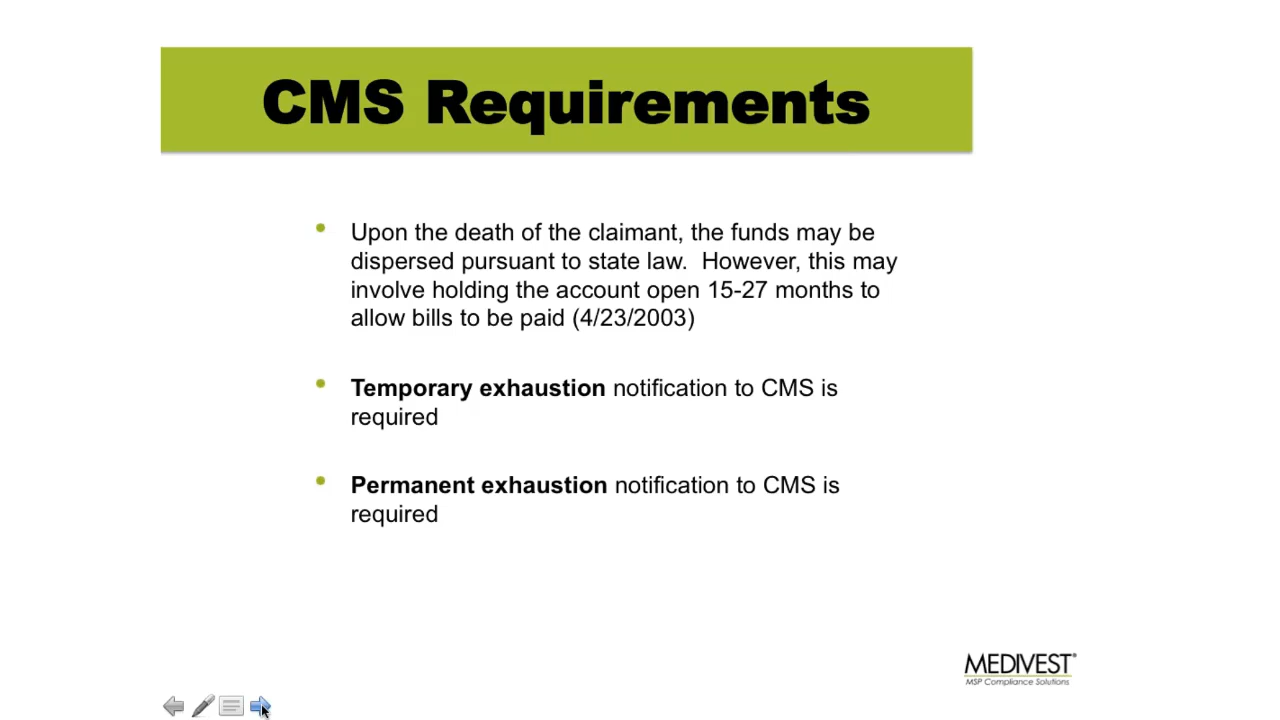 CMS Requirements
• Upon the death of the claimant, the funds may be
dispersed pursuant to state law.  However, this may
involve holding the account open 15-27 months to
allow bills to be paid (4/23/2003)
• Temporary exhaustion notification to CMS is
required
• Permanent exhaustion notification to CMS is
required
MEDIVEST®
MSP Compliance Solutions